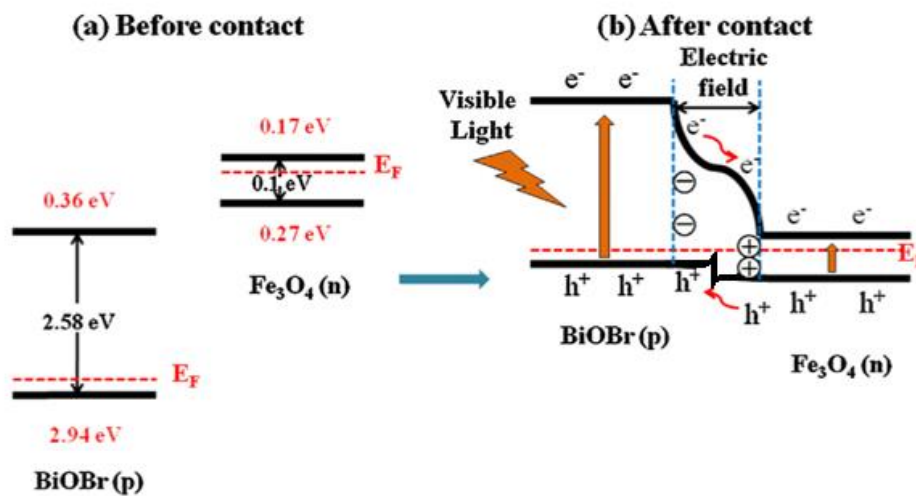 (a) Before contact
0.17 eV
E_F
0.1 eV
0.36 eV
0.27 eV
Fe₃O₄ (n)
2.58 eV
E_F
2.94 eV
BiOBr (p)
(b) After contact
Electric
field
e⁻ e⁻
Visible
Light
e⁻
e⁻
⊖
⊖
e⁻ e⁻
⊕
⊕
h⁺ h⁺ h⁺
h⁺
h⁺ h⁺
BiOBr (p)
Fe₃O₄ (n)